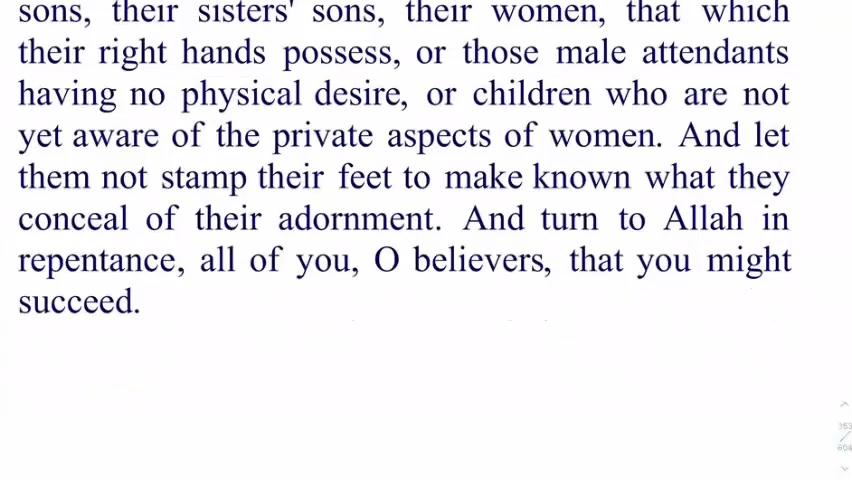 sons, their sisters' sons, their women, that which
their right hands possess, or those male attendants
having no physical desire, or children who are not
yet aware of the private aspects of women. And let
them not stamp their feet to make known what they
conceal of their adornment. And turn to Allah in
repentance, all of you, O believers, that you might
succeed.
353
/
604